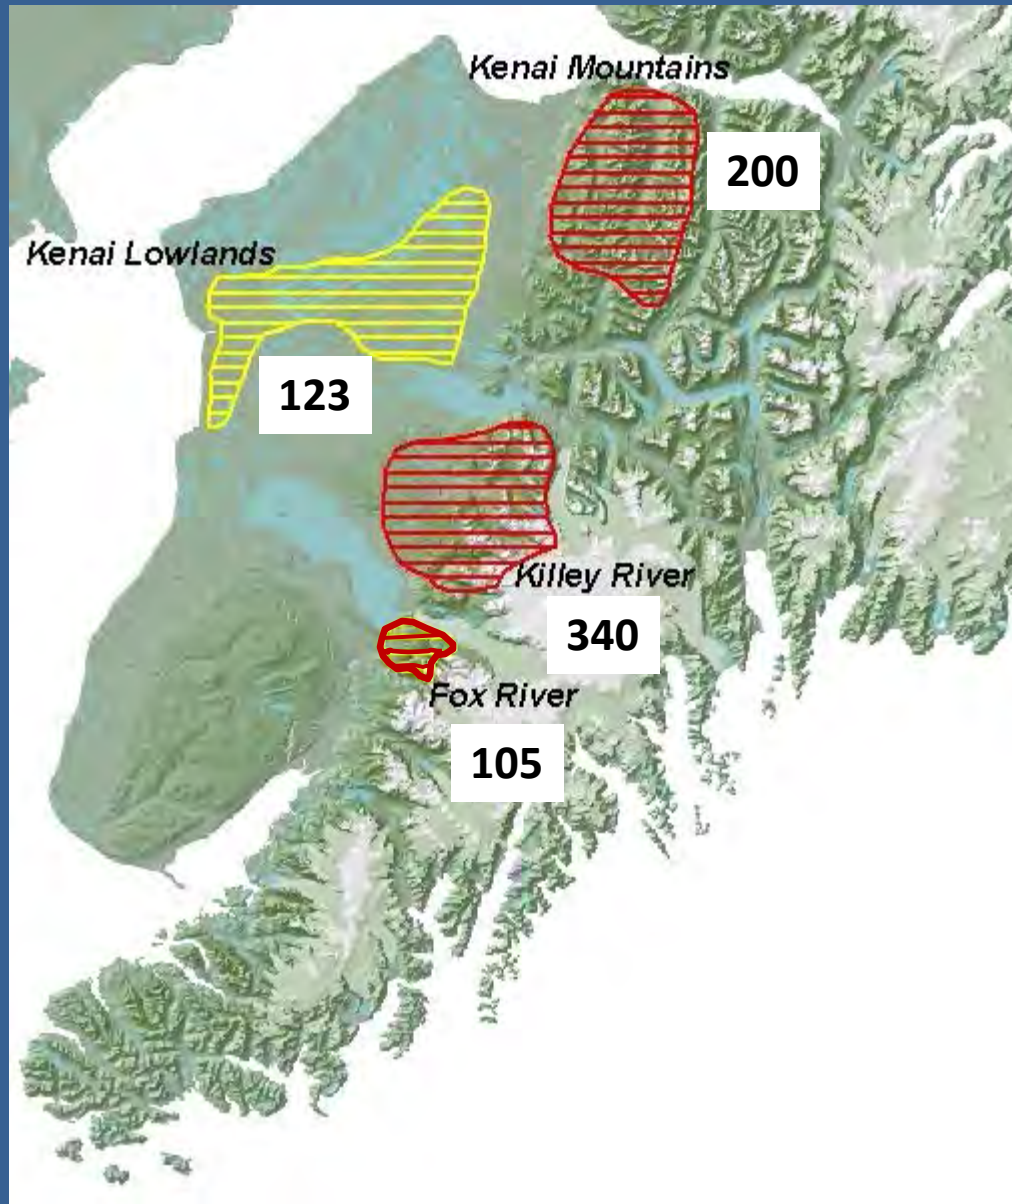 Kenai Mountains
200
Kenai Lowlands
123
Killey River
340
Fox River
105